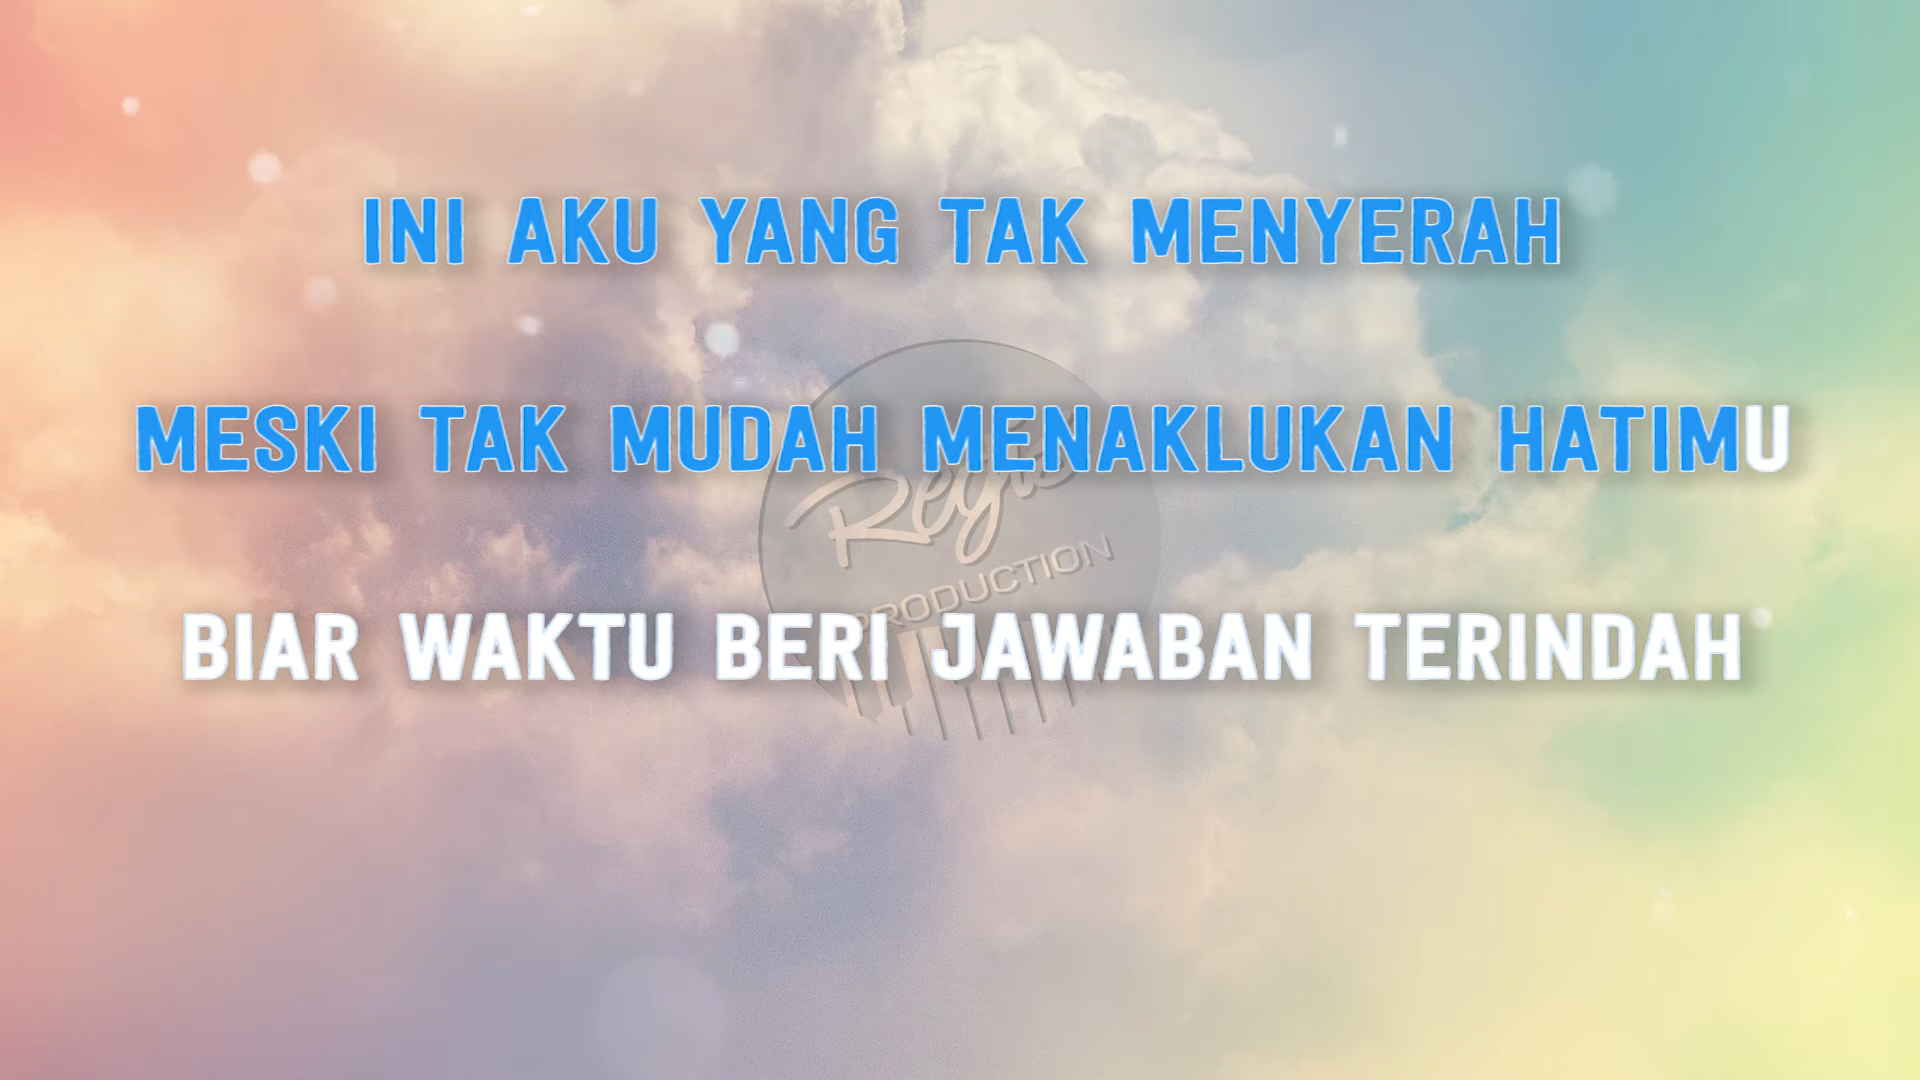 INI AKU YANG TAK MENYERAH
MESKI TAK MUDAH MENAKLUKAN HATIMU
PRODUCTION
BIAR WAKTU BERI JAWABAN TERINDAH